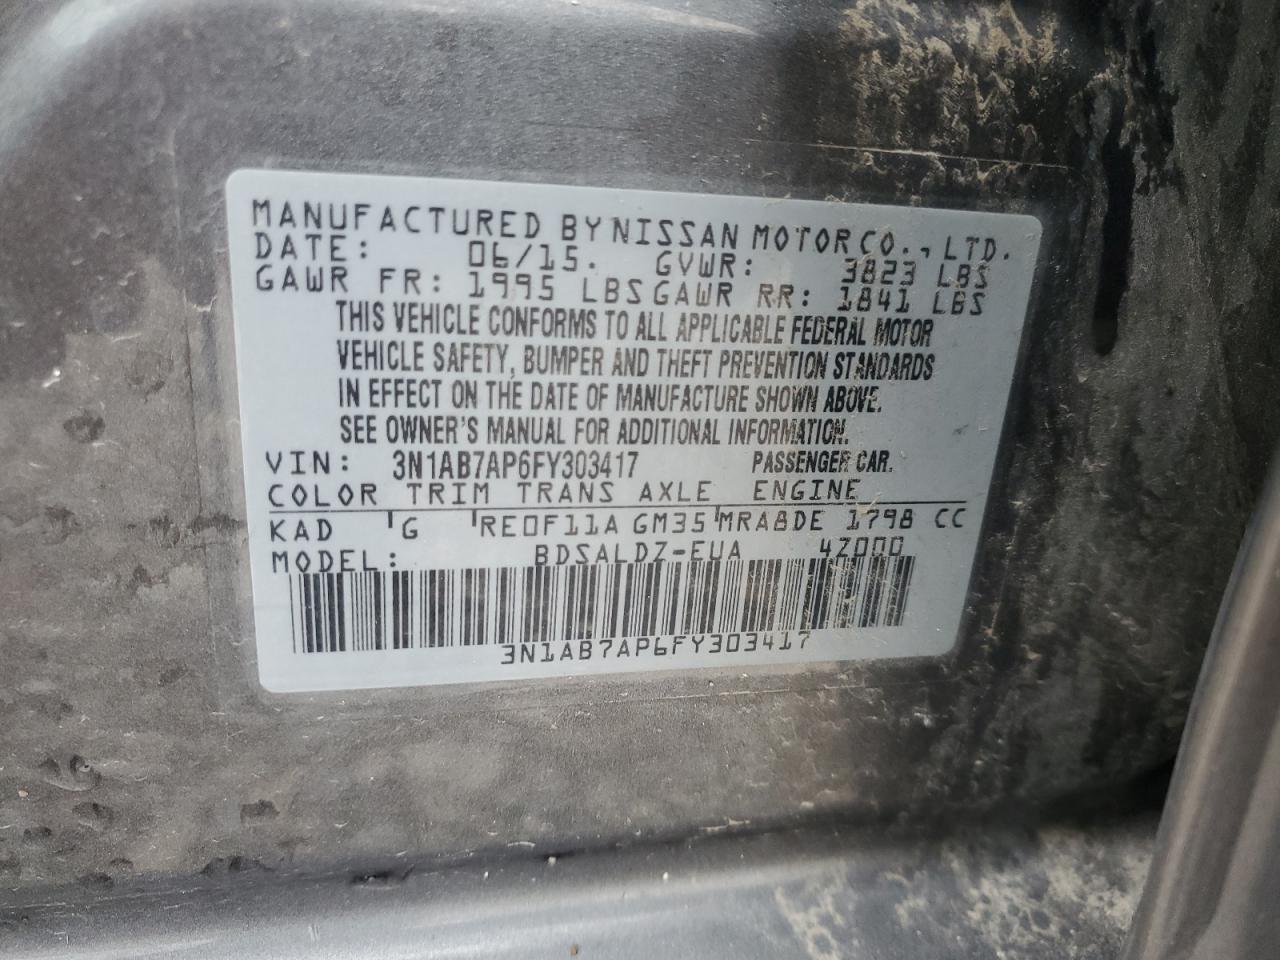 MANUFACTURED BY NISSAN MOTOR CO., LTD.
DATE: 06/15. GVWR: 3823 LBS
GAWR FR: 1995 LBS GAWR RR: 1841 LBS
THIS VEHICLE CONFORMS TO ALL APPLICABLE FEDERAL MOTOR
VEHICLE SAFETY, BUMPER AND THEFT PREVENTION STANDARDS
IN EFFECT ON THE DATE OF MANUFACTURE SHOWN ABOVE.
SEE OWNER'S MANUAL FOR ADDITIONAL INFORMATION.
VIN: 3N1AB7AP6FY303417 PASSENGER CAR.
COLOR TRIM TRANS AXLE ENGINE
KAD G RE0F11A GM35 MRA8DE 1798 CC
MODEL: BDSALDZ-EUA 4Z000
3N1AB7AP6FY303417